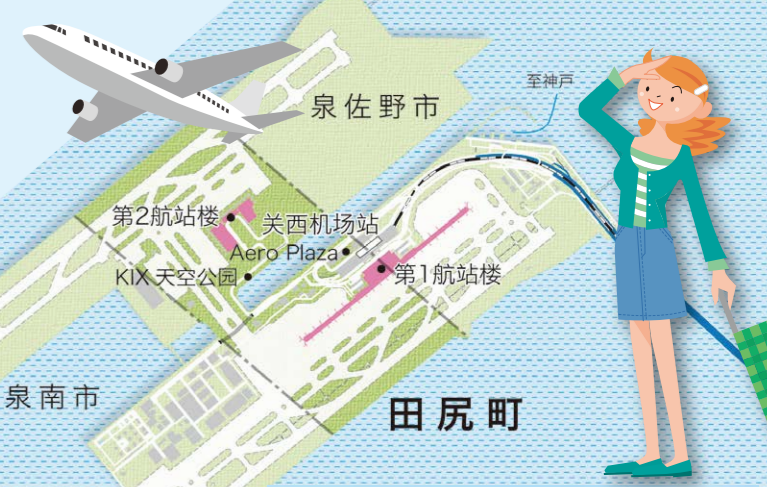 至神戸
泉佐野市
第2航站楼
关西机场站
Aero Plaza
第1航站楼
KIX 天空公园
泉南市
田尻町